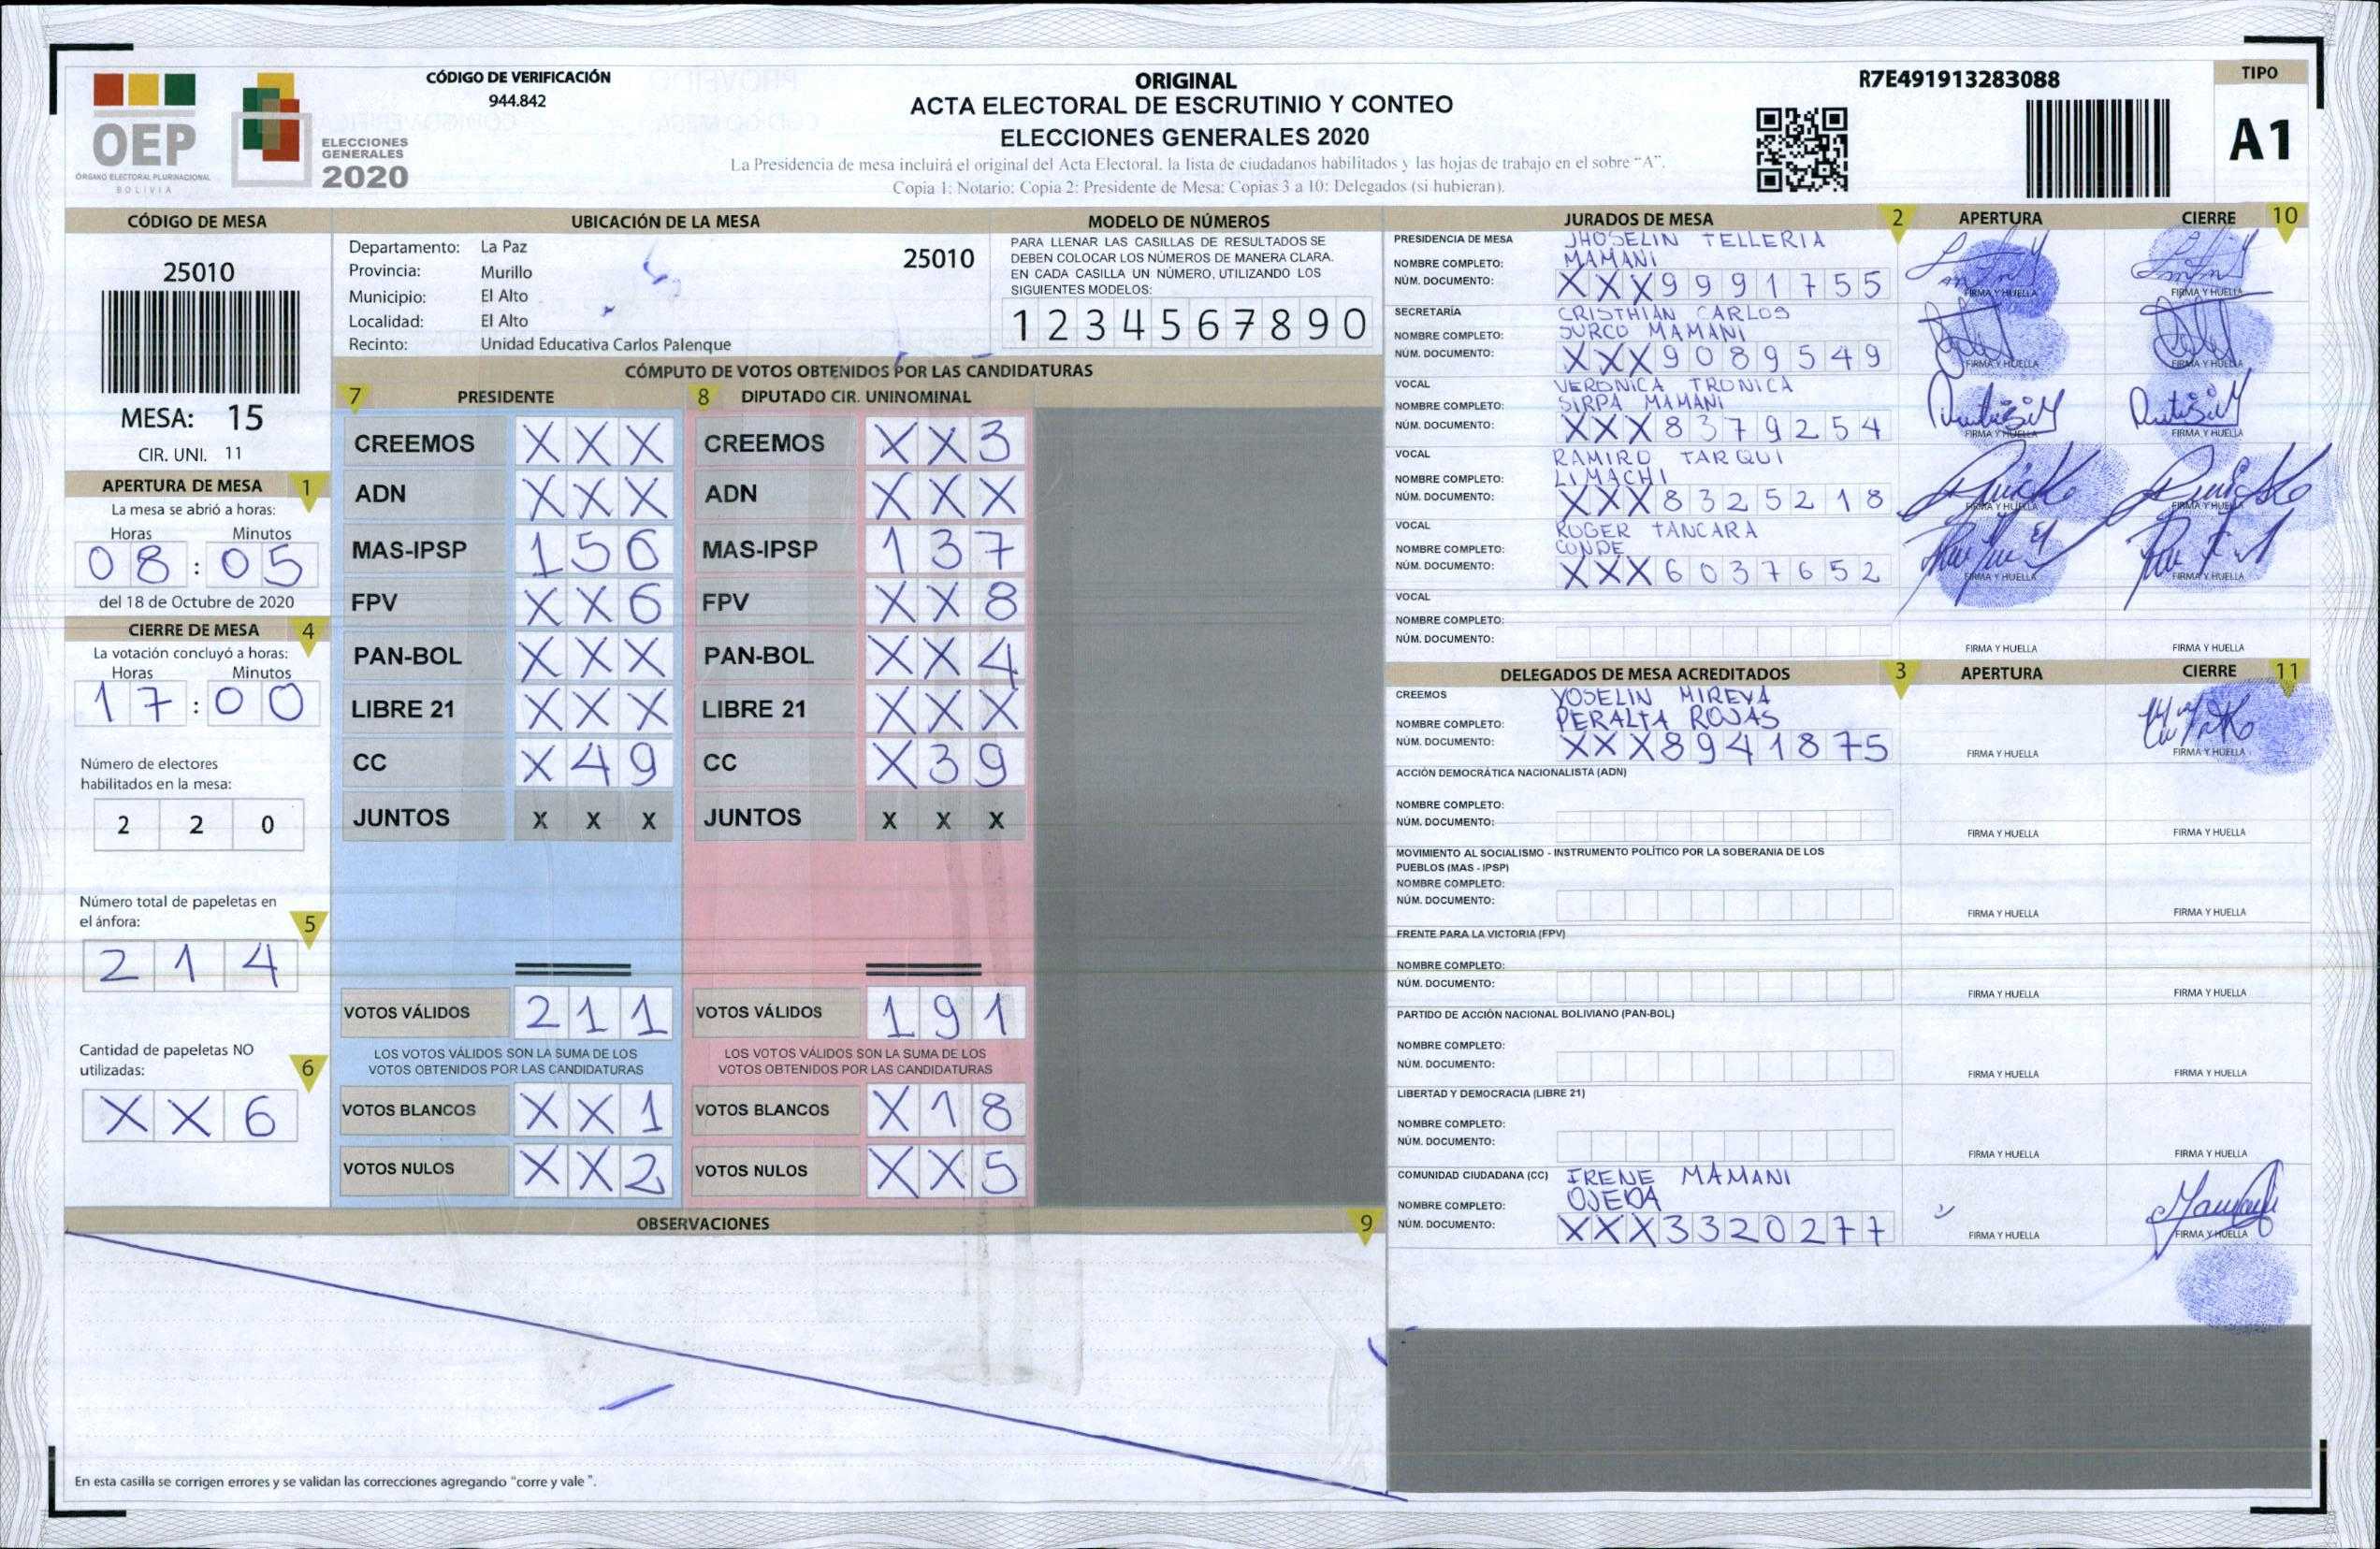 OEP
ÓRGANO ELECTORAL PLURINACIONAL
BOLIVIA
ELECCIONES
GENERALES
2020
CÓDIGO DE VERIFICACIÓN
944.842
ORIGINAL
ACTA ELECTORAL DE ESCRUTINIO Y CONTEO
ELECCIONES GENERALES 2020
La Presidencia de mesa incluirá el original del Acta Electoral, la lista de ciudadanos habilitados y las hojas de trabajo en el sobre "A".
Copia 1: Notario; Copia 2: Presidente de Mesa; Copias 3 a 10: Delegados (si hubieran).
R7E491913283088
TIPO
A1
CÓDIGO DE MESA
25010
MESA: 15
CIR. UNI. 11
APERTURA DE MESA 1
La mesa se abrió a horas:
Horas Minutos
08 : 05
del 18 de Octubre de 2020
CIERRE DE MESA 4
La votación concluyó a horas:
Horas Minutos
17 : 00
Número de electores
habilitados en la mesa:
2 2 0
Número total de papeletas en
el ánfora: 5
2 1 4
Cantidad de papeletas NO
utilizadas: 6
X X 6
UBICACIÓN DE LA MESA
Departamento: La Paz
25010
Provincia: Murillo
Municipio: El Alto
Localidad: El Alto
Recinto: Unidad Educativa Carlos Palenque
MODELO DE NÚMEROS
PARA LLENAR LAS CASILLAS DE RESULTADOS SE
DEBEN COLOCAR LOS NÚMEROS DE MANERA CLARA.
EN CADA CASILLA UN NÚMERO, UTILIZANDO LOS
SIGUIENTES MODELOS:
1 2 3 4 5 6 7 8 9 0
CÓMPUTO DE VOTOS OBTENIDOS POR LAS CANDIDATURAS
7 PRESIDENTE 8 DIPUTADO CIR. UNINOMINAL
CREEMOS X X X CREEMOS X X 3
ADN X X X ADN X X X
MAS-IPSP 1 5 6 MAS-IPSP 1 3 7
FPV X X 6 FPV X X 8
PAN-BOL X X X PAN-BOL X X 4
LIBRE 21 X X X LIBRE 21 X X X
CC X 4 9 CC X 3 9
JUNTOS X X X JUNTOS X X X
VOTOS VÁLIDOS 2 1 1 VOTOS VÁLIDOS 1 9 1
LOS VOTOS VÁLIDOS SON LA SUMA DE LOS LOS VOTOS VÁLIDOS SON LA SUMA DE LOS
VOTOS OBTENIDOS POR LAS CANDIDATURAS VOTOS OBTENIDOS POR LAS CANDIDATURAS
VOTOS BLANCOS X X 1 VOTOS BLANCOS X 1 8
VOTOS NULOS X X 2 VOTOS NULOS X X 5
OBSERVACIONES 9
En esta casilla se corrigen errores y se validan las correcciones agregando "corre y vale".
JURADOS DE MESA 2 APERTURA CIERRE 10
PRESIDENCIA DE MESA JHOSELIN TELLERIA
NOMBRE COMPLETO: MAMANI
NÚM. DOCUMENTO: XXX9991755
FIRMA Y HUELLA FIRMA Y HUELLA
SECRETARÍA CRISTHIAN CARLOS
NOMBRE COMPLETO: SURCO MAMANI
NÚM. DOCUMENTO: XXX9089549
FIRMA Y HUELLA FIRMA Y HUELLA
VOCAL VERONICA TRONICA
NOMBRE COMPLETO: SIRPA MAMANI
NÚM. DOCUMENTO: XXX8379254
FIRMA Y HUELLA FIRMA Y HUELLA
VOCAL RAMIRO TARQUI
NOMBRE COMPLETO: LIMACHI
NÚM. DOCUMENTO: XXX8325218
FIRMA Y HUELLA FIRMA Y HUELLA
VOCAL ROGER TANCARA
NOMBRE COMPLETO: CONDE
NÚM. DOCUMENTO: XXX6037652
FIRMA Y HUELLA FIRMA Y HUELLA
VOCAL
NOMBRE COMPLETO:
NÚM. DOCUMENTO:
FIRMA Y HUELLA FIRMA Y HUELLA
DELEGADOS DE MESA ACREDITADOS 3 APERTURA CIERRE 11
CREEMOS YOSELIN MIREYA
NOMBRE COMPLETO: PERALTA ROJAS
NÚM. DOCUMENTO: XXX8941875
FIRMA Y HUELLA FIRMA Y HUELLA
ACCIÓN DEMOCRÁTICA NACIONALISTA (ADN)
NOMBRE COMPLETO:
NÚM. DOCUMENTO:
FIRMA Y HUELLA FIRMA Y HUELLA
MOVIMIENTO AL SOCIALISMO - INSTRUMENTO POLÍTICO POR LA SOBERANIA DE LOS
PUEBLOS (MAS - IPSP)
NOMBRE COMPLETO:
NÚM. DOCUMENTO:
FIRMA Y HUELLA FIRMA Y HUELLA
FRENTE PARA LA VICTORIA (FPV)
NOMBRE COMPLETO:
NÚM. DOCUMENTO:
FIRMA Y HUELLA FIRMA Y HUELLA
PARTIDO DE ACCIÓN NACIONAL BOLIVIANO (PAN-BOL)
NOMBRE COMPLETO:
NÚM. DOCUMENTO:
FIRMA Y HUELLA FIRMA Y HUELLA
LIBERTAD Y DEMOCRACIA (LIBRE 21)
NOMBRE COMPLETO:
NÚM. DOCUMENTO:
FIRMA Y HUELLA FIRMA Y HUELLA
COMUNIDAD CIUDADANA (CC) IRENE MAMANI
NOMBRE COMPLETO: OJEDA
NÚM. DOCUMENTO: XXX3320277
FIRMA Y HUELLA FIRMA Y HUELLA